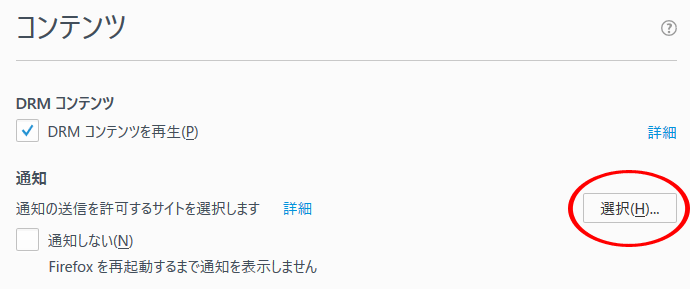 コンテンツ
?
DRM コンテンツ
DRM コンテンツを再生(P)
詳細
通知
通知の送信を許可するサイトを選択します 詳細
選択(H)...
通知しない(N)
Firefox を再起動するまで通知を表示しません